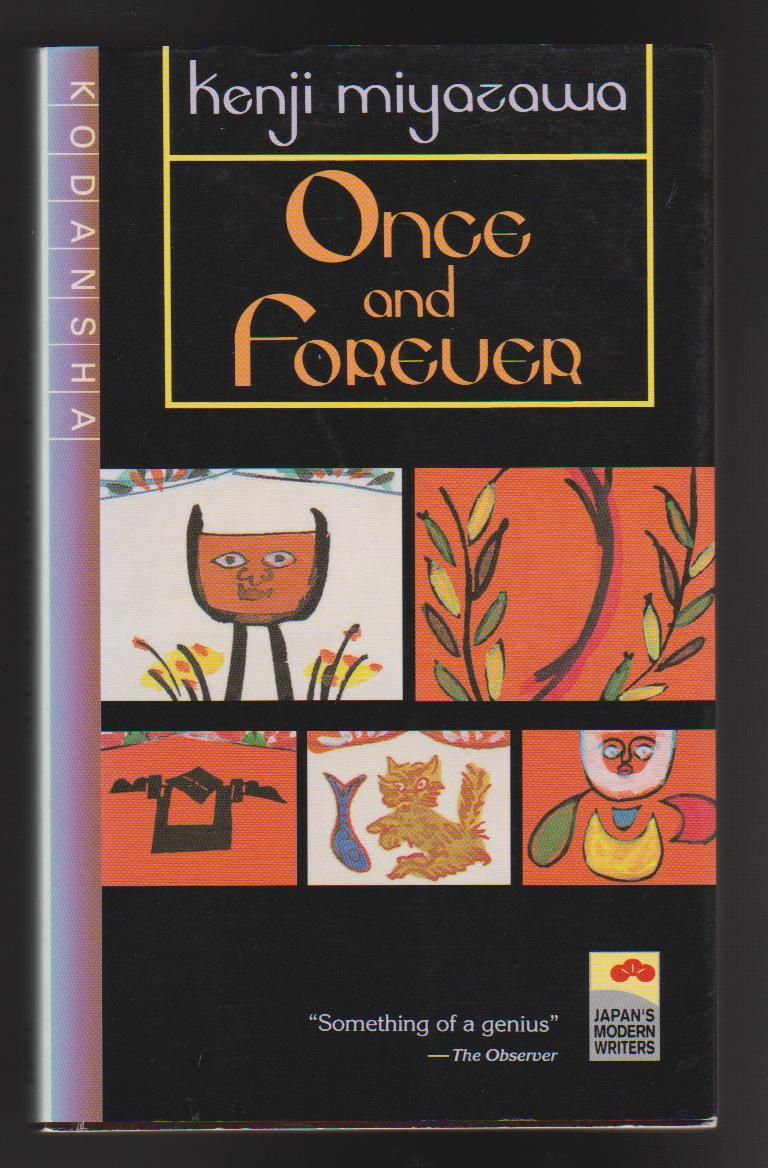 KODANSHA
kenji miyazawa
Once
and
Forever
“Something of a genius”
— The Observer
JAPAN'S
MODERN
WRITERS